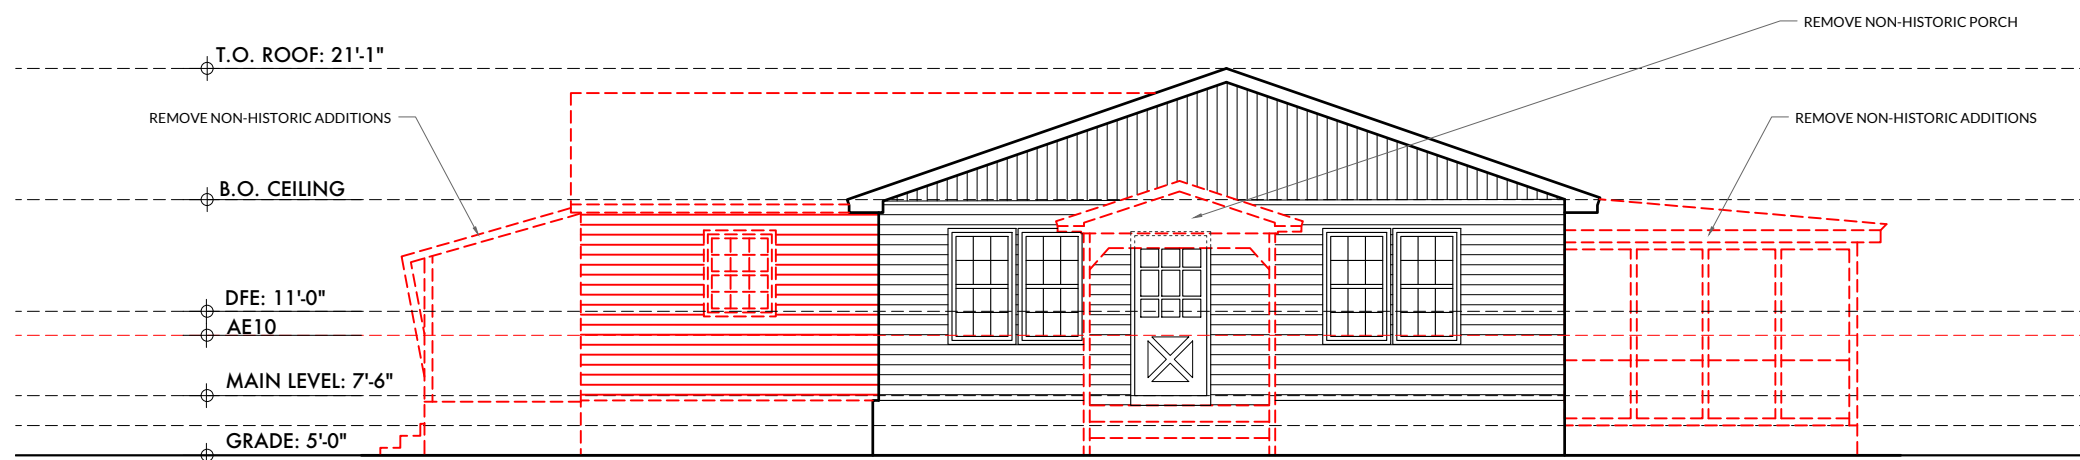 REMOVE NON-HISTORIC PORCH
T.O. ROOF: 21'-1"
REMOVE NON-HISTORIC ADDITIONS
REMOVE NON-HISTORIC ADDITIONS
B.O. CEILING
DFE: 11'-0"
AE10
MAIN LEVEL: 7'-6"
GRADE: 5'-0"